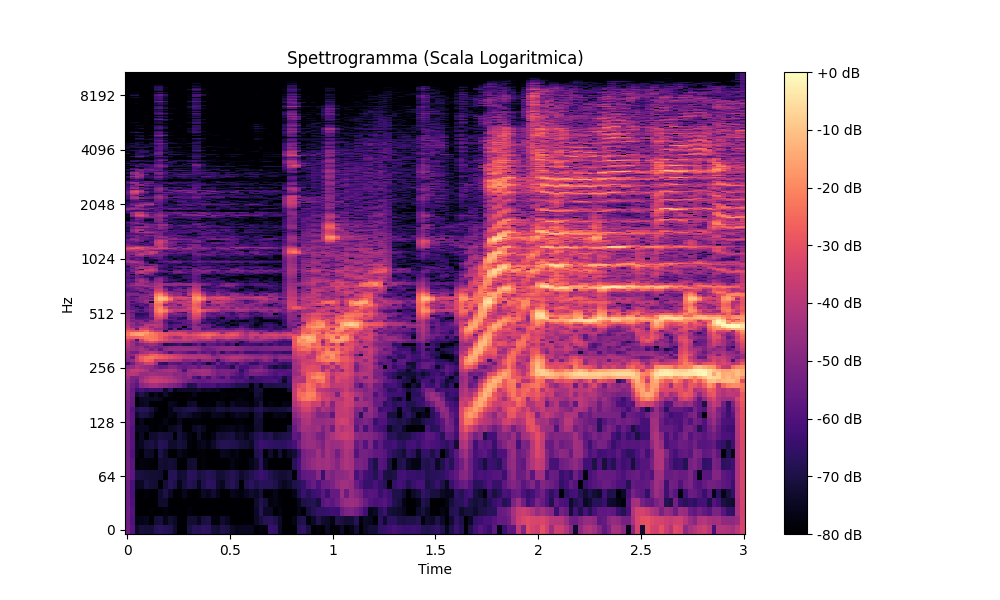 Spettrogramma (Scala Logaritmica)
Hz
8192
4096
2048
1024
512
256
128
64
0
0
0.5
1
1.5
2
2.5
3
Time
+0 dB
-10 dB
-20 dB
-30 dB
-40 dB
-50 dB
-60 dB
-70 dB
-80 dB